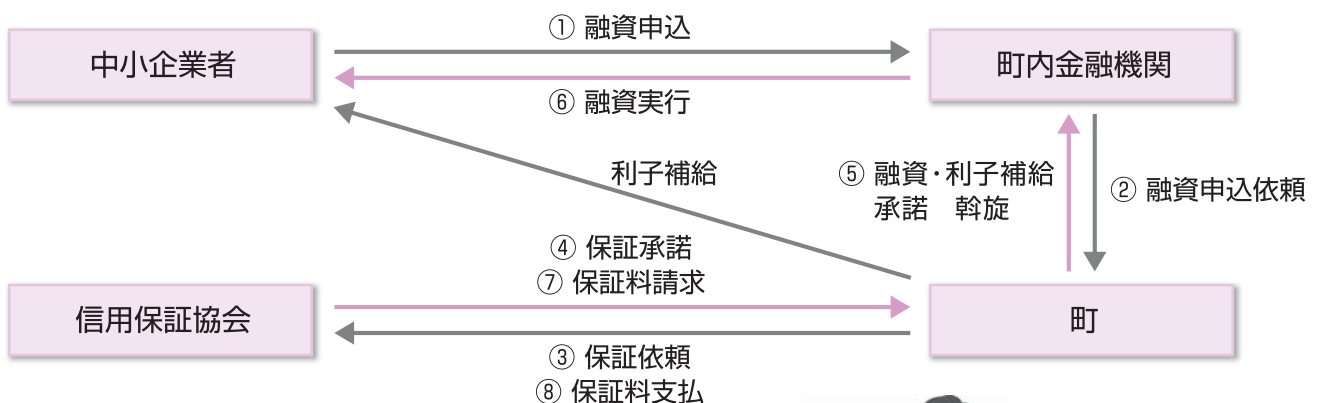 ① 融資申込
中小企業者
町内金融機関
⑥ 融資実行
利子補給
⑤ 融資・利子補給
承諾　斡旋
② 融資申込依頼
④ 保証承諾
⑦ 保証料請求
信用保証協会
町
③ 保証依頼
⑧ 保証料支払